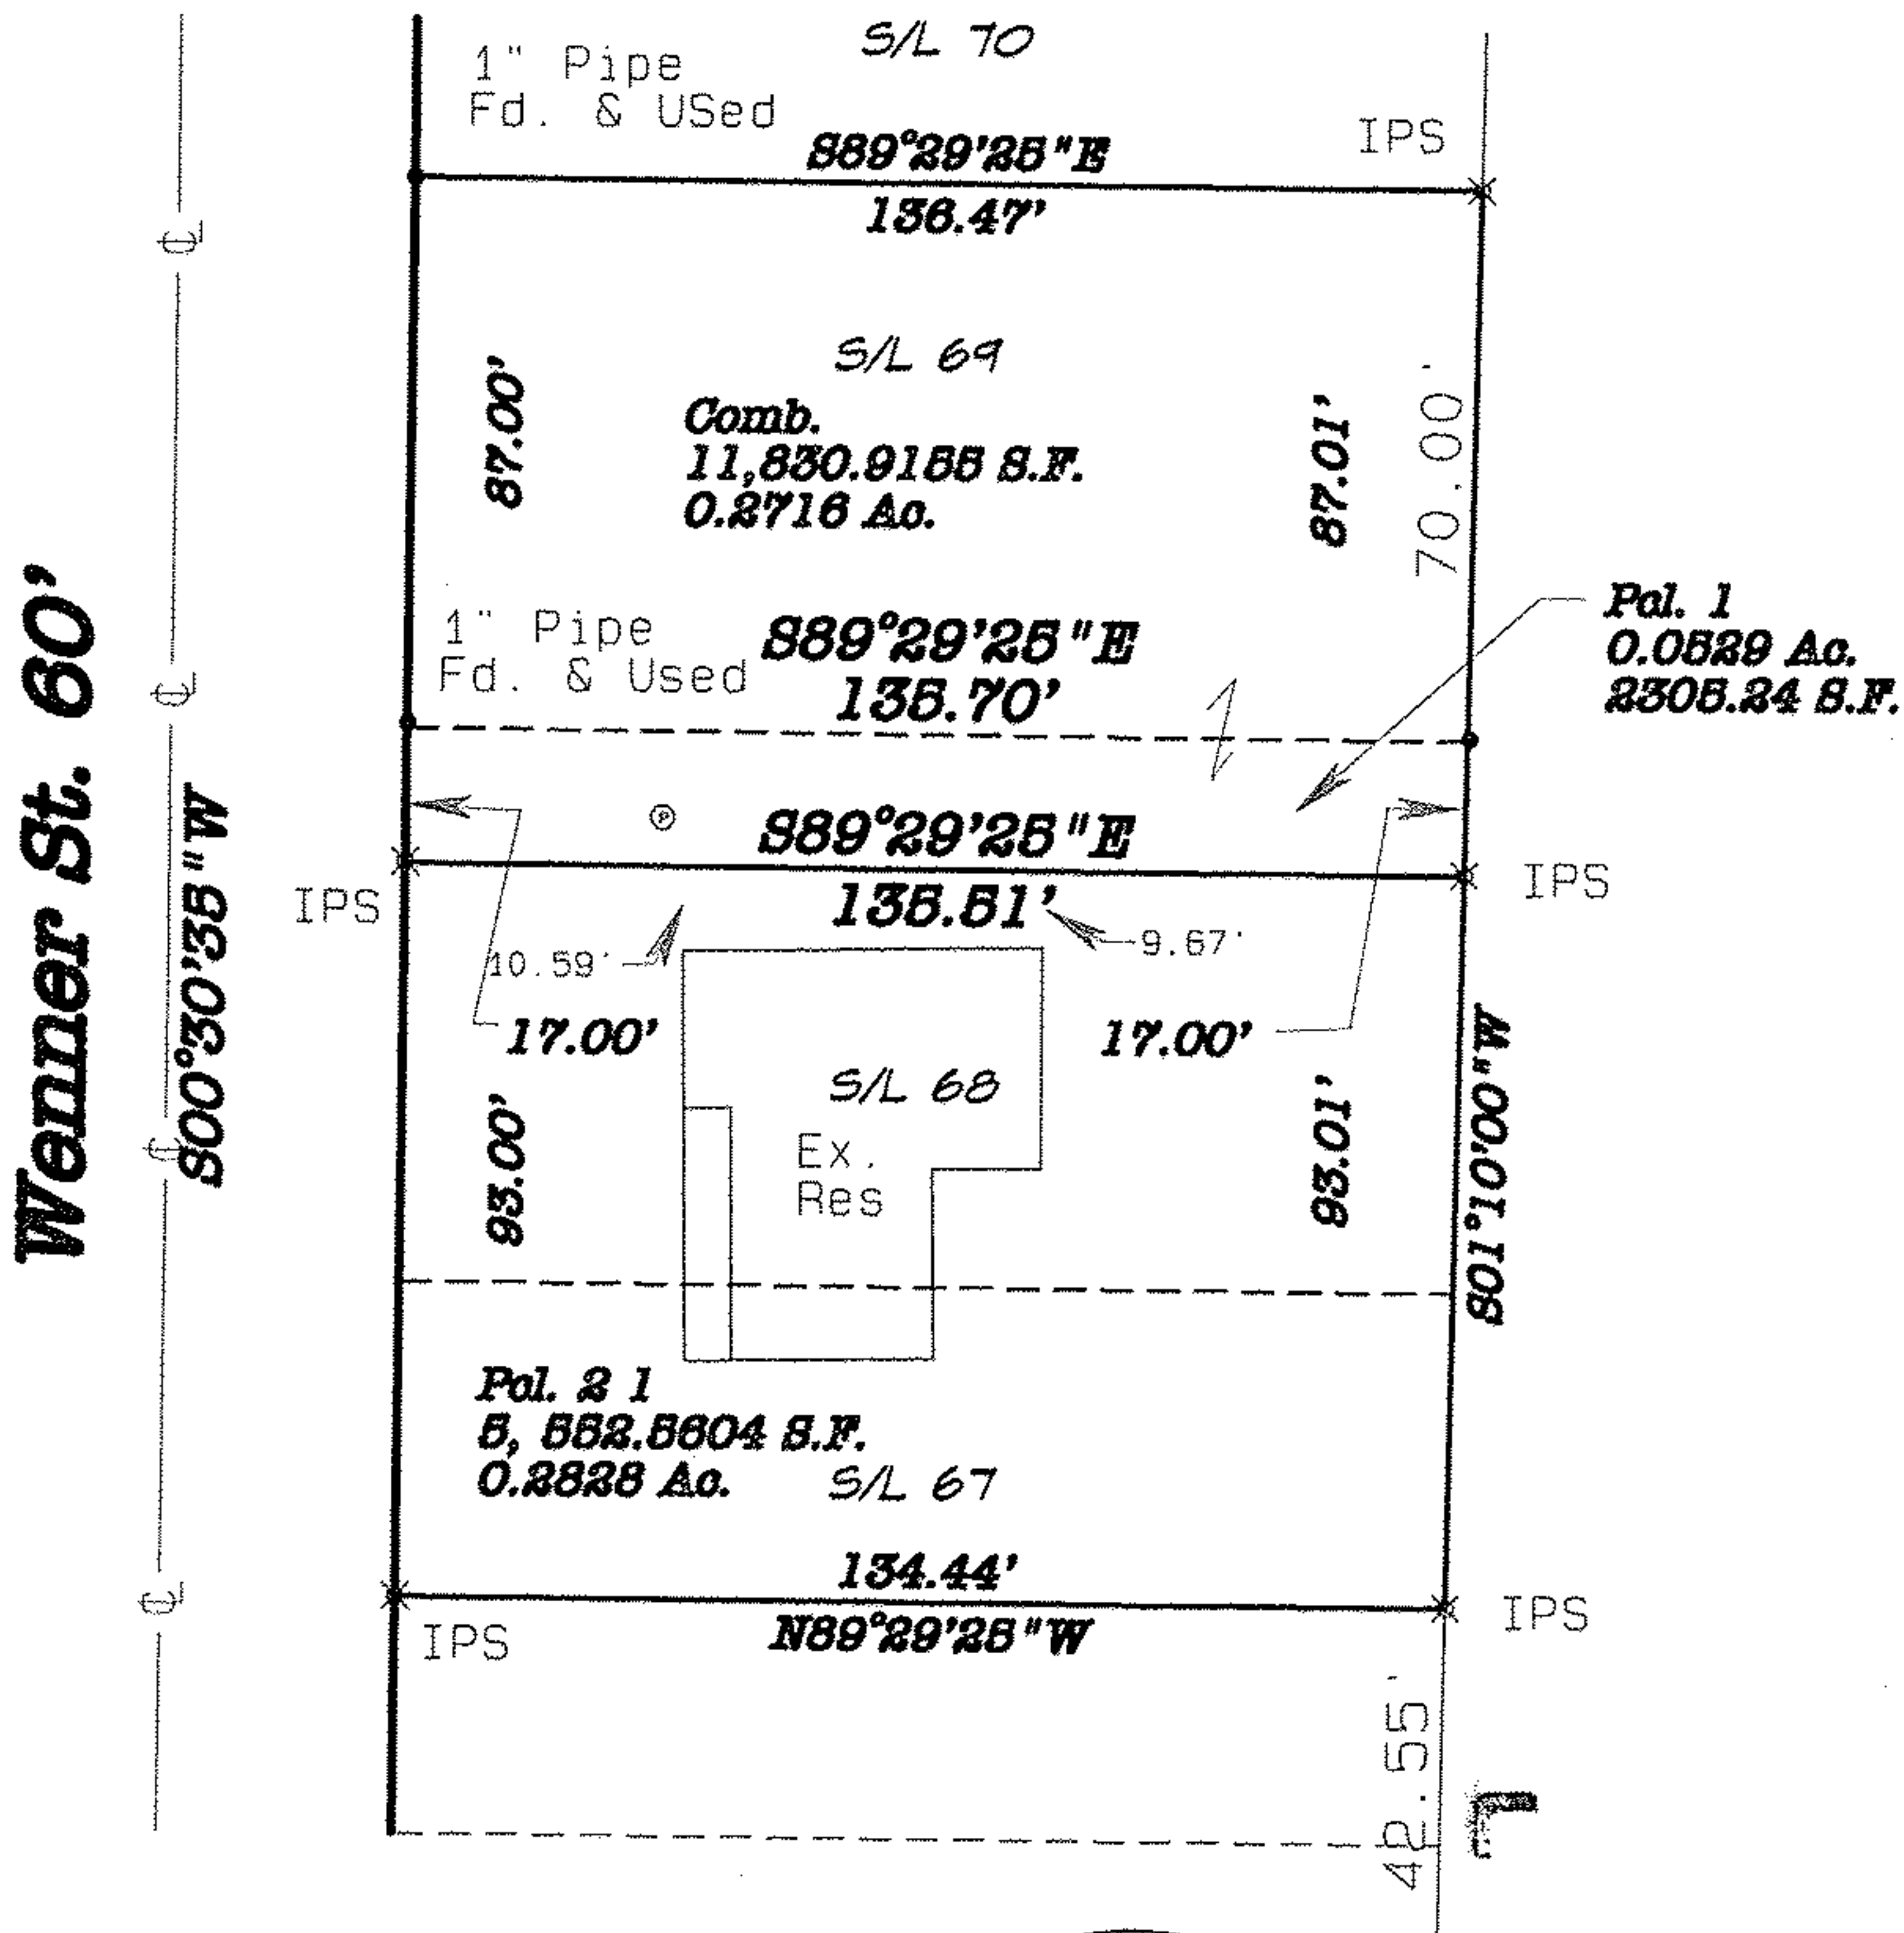 S/L 70
1" Pipe
Fd. & USed
IPS
S89°29'25"E
136.47'
S/L 69
Comb.
11,830.9155 S.F.
0.2716 Ac.
87.00'
87.01'
70.00'
Wenner St. 60'
S00°30'35"W
1" Pipe
Fd. & Used
S89°29'25"E
135.70'
Pcl. 1
0.0529 Ac.
2305.24 S.F.
P
S89°29'25"E
135.51'
IPS
IPS
10.59'
9.67'
17.00'
17.00'
S/L 68
Ex.
Res
93.00'
93.01'
S01°10'00"W
Pcl. 2 1
5, 552.5604 S.F.
0.2828 Ac.
S/L 67
134.44'
N89°29'25"W
IPS
IPS
42.55'